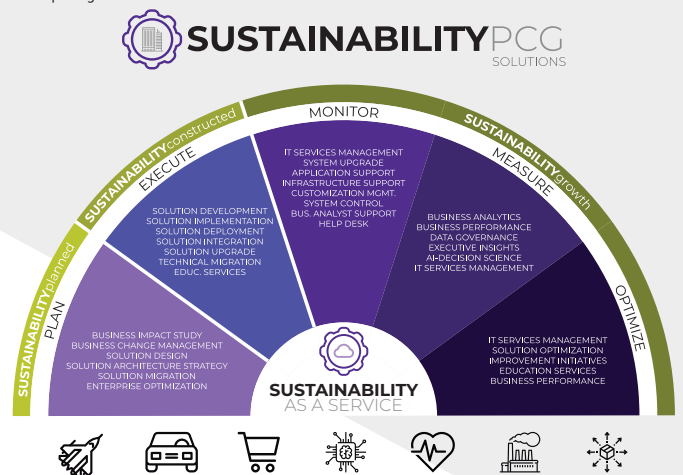 SUSTAINABILITYPCG
SOLUTIONS
SUSTAINABILITYplanned
SUSTAINABILITYconstructed
SUSTAINABILITYgrowth
PLAN
BUSINESS IMPACT STUDY
BUSINESS CHANGE MANAGEMENT
SOLUTION DESIGN
SOLUTION ARCHITECTURE STRATEGY
SOLUTION MIGRATION
ENTERPRISE OPTIMIZATION
EXECUTE
SOLUTION DEVELOPMENT
SOLUTION IMPLEMENTATION
SOLUTION DEPLOYMENT
SOLUTION INTEGRATION
SOLUTION UPGRADE
TECHNICAL MIGRATION
EDUC. SERVICES
MONITOR
IT SERVICES MANAGEMENT
SYSTEM UPGRADE
APPLICATION SUPPORT
INFRASTRUCTURE SUPPORT
CUSTOMIZATION MGMT.
SYSTEM CONTROL
BUS. ANALYST SUPPORT
HELP DESK
MEASURE
BUSINESS ANALYTICS
BUSINESS PERFORMANCE
DATA GOVERNANCE
EXECUTIVE INSIGHTS
AI-DECISION SCIENCE
IT SERVICES MANAGEMENT
OPTIMIZE
IT SERVICES MANAGEMENT
SOLUTION OPTIMIZATION
IMPROVEMENT INITIATIVES
EDUCATION SERVICES
BUSINESS PERFORMANCE
SUSTAINABILITY
AS A SERVICE